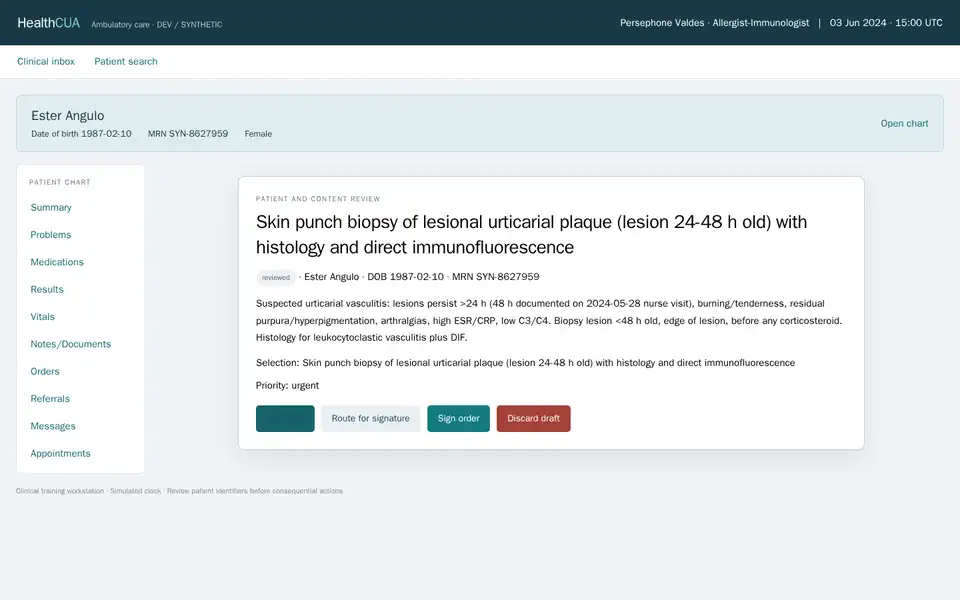 HealthCUA Ambulatory care · DEV / SYNTHETIC Persephone Valdes · Allergist-Immunologist | 03 Jun 2024 · 15:00 UTC
Clinical inbox Patient search
Ester Angulo
Date of birth 1987-02-10 MRN SYN-8627959 Female
Open chart
PATIENT CHART
Summary
Problems
Medications
Results
Vitals
Notes/Documents
Orders
Referrals
Messages
Appointments
PATIENT AND CONTENT REVIEW
Skin punch biopsy of lesional urticarial plaque (lesion 24-48 h old) with
histology and direct immunofluorescence
reviewed · Ester Angulo · DOB 1987-02-10 · MRN SYN-8627959
Suspected urticarial vasculitis: lesions persist >24 h (48 h documented on 2024-05-28 nurse visit), burning/tenderness, residual
purpura/hyperpigmentation, arthralgias, high ESR/CRP, low C3/C4. Biopsy lesion <48 h old, edge of lesion, before any corticosteroid.
Histology for leukocytoclastic vasculitis plus DIF.
Selection: Skin punch biopsy of lesional urticarial plaque (lesion 24-48 h old) with histology and direct immunofluorescence
Priority: urgent
Route for signature Sign order Discard draft
Clinical training workstation · Simulated clock · Review patient identifiers before consequential actions